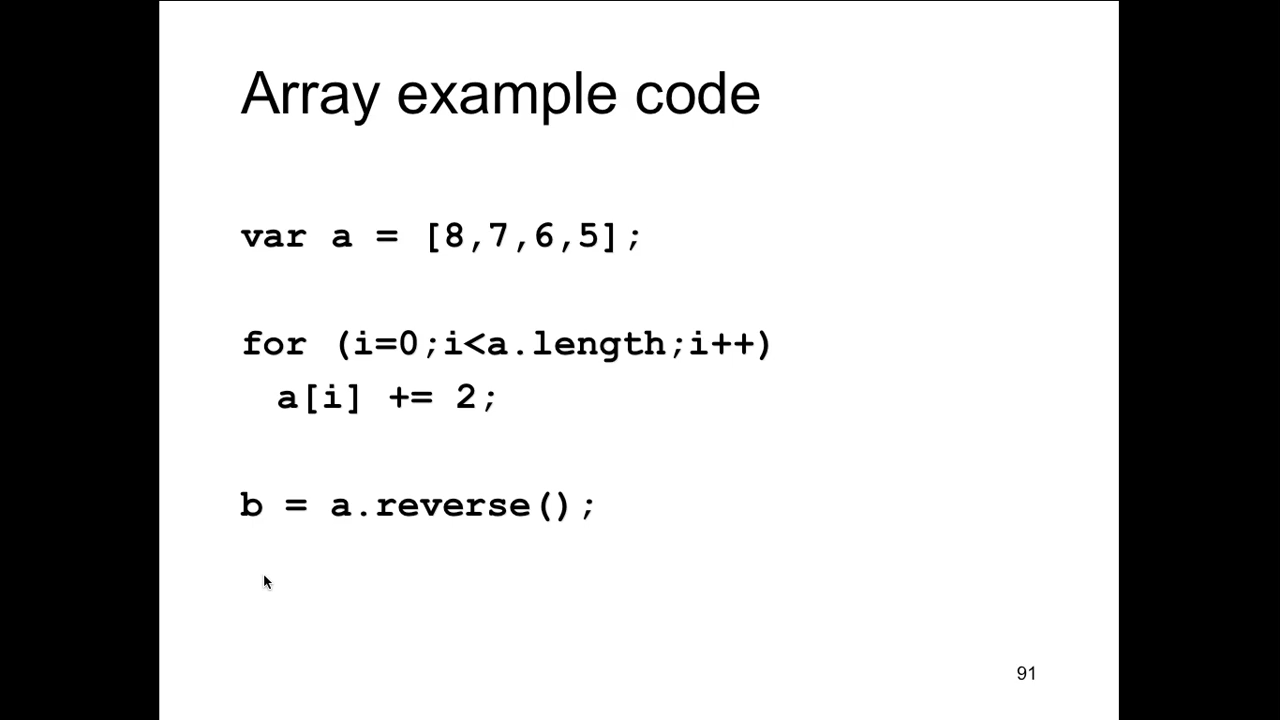 Array example code
var a = [8,7,6,5];
for (i=0;i<a.length;i++)
a[i] += 2;
b = a.reverse();
91